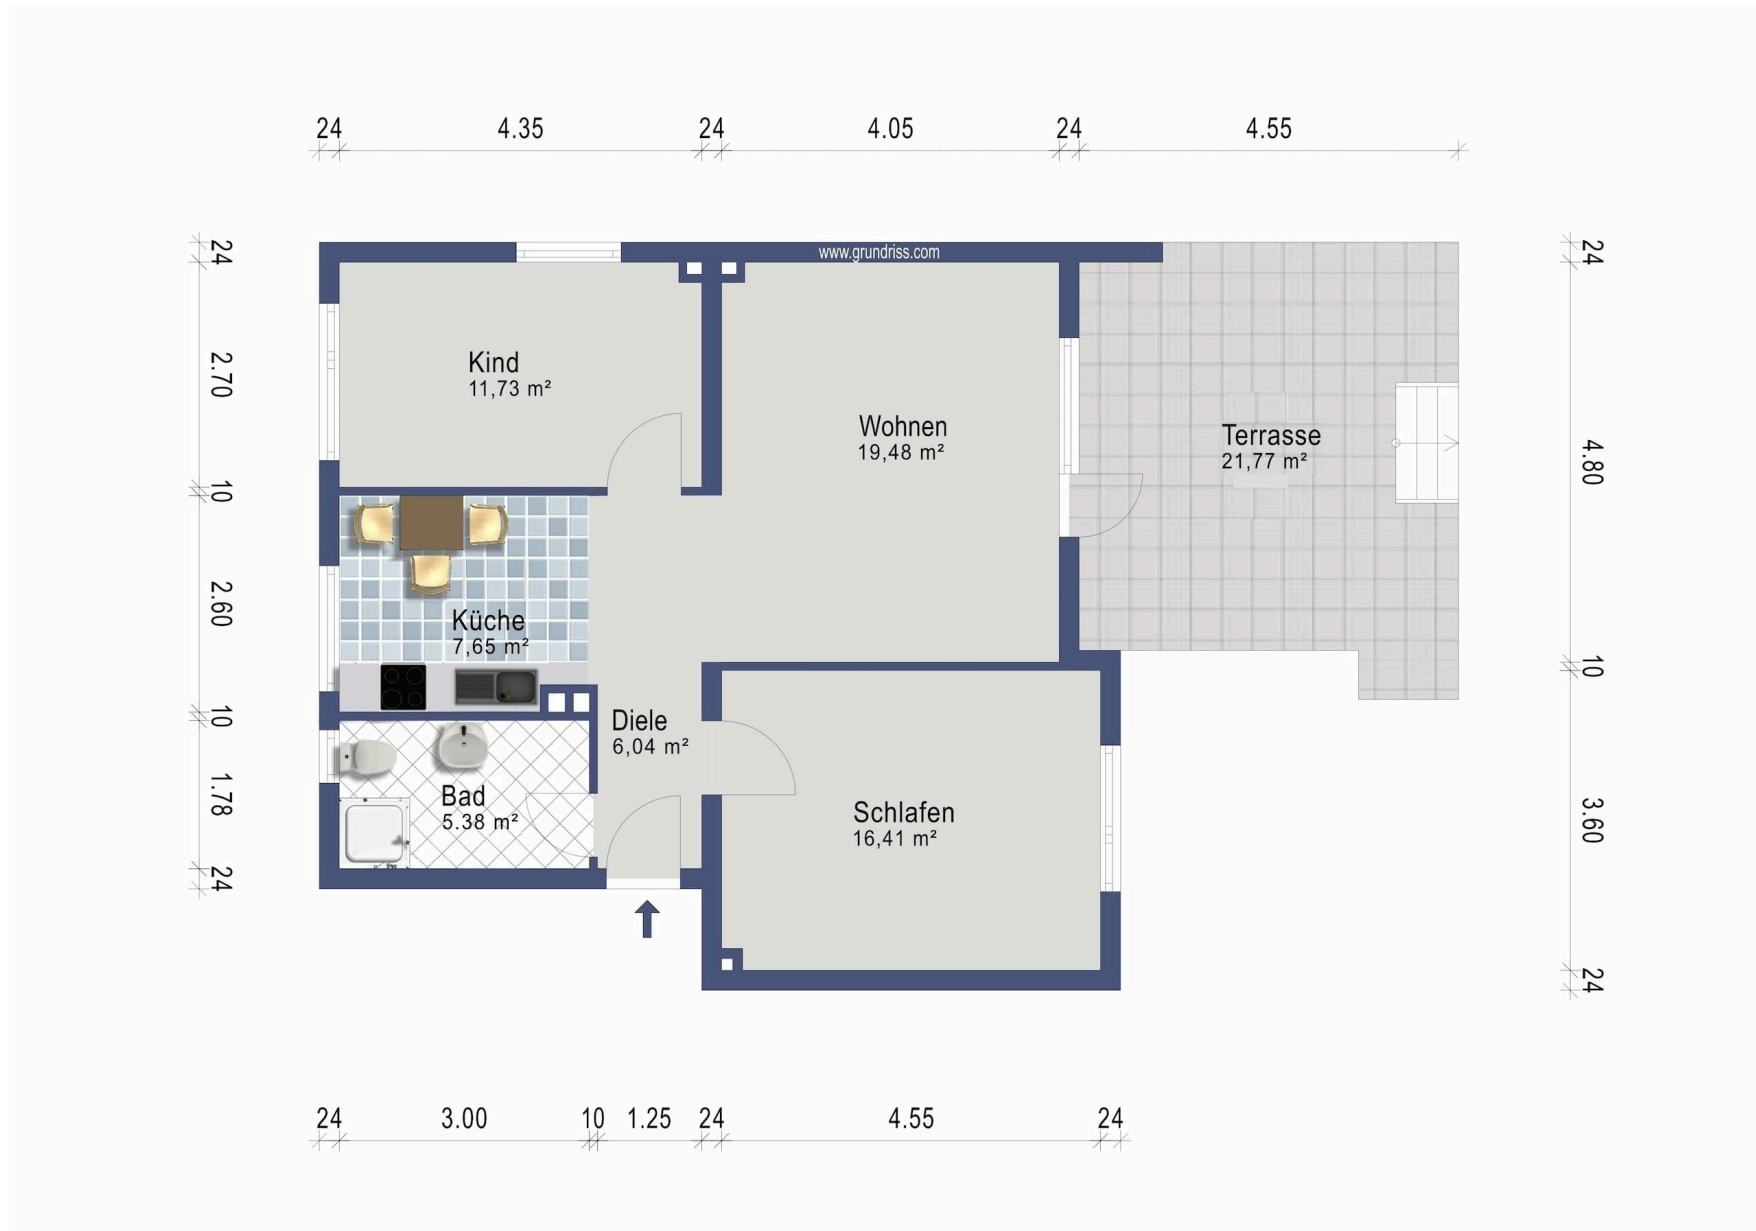 24 4.35 24 4.05 24 4.55
www.grundriss.com
24
2.70
10
2.60
10
1.78
24
Kind
11,73 m²
Wohnen
19,48 m²
Terrasse
21,77 m²
Küche
7,65 m²
Diele
6,04 m²
Bad
5.38 m²
Schlafen
16,41 m²
24
4.80
10
3.60
24
24 3.00 10 1.25 24 4.55 24